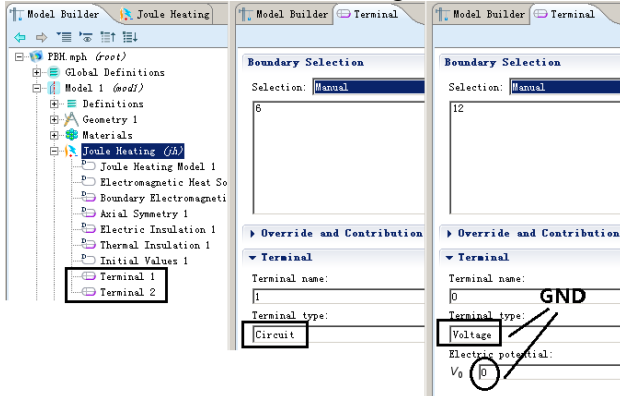 Model Builder
Joule Heating
PBH.mph (root)
Global Definitions
Model 1 (mod1)
Definitions
Geometry 1
Materials
Joule Heating (jh)
Joule Heating Model 1
Electromagnetic Heat So
Boundary Electromagneti
Axial Symmetry 1
Electric Insulation 1
Thermal Insulation 1
Initial Values 1
Terminal 1
Terminal 2
Model Builder
Terminal
Boundary Selection
Selection: Manual
6
Override and Contribution
Terminal
Terminal name:
1
Terminal type:
Circuit
Model Builder
Terminal
Boundary Selection
Selection: Manual
12
Override and Contribution
Terminal
Terminal name:
0
GND
Terminal type:
Voltage
Electric potential:
V₀ 0